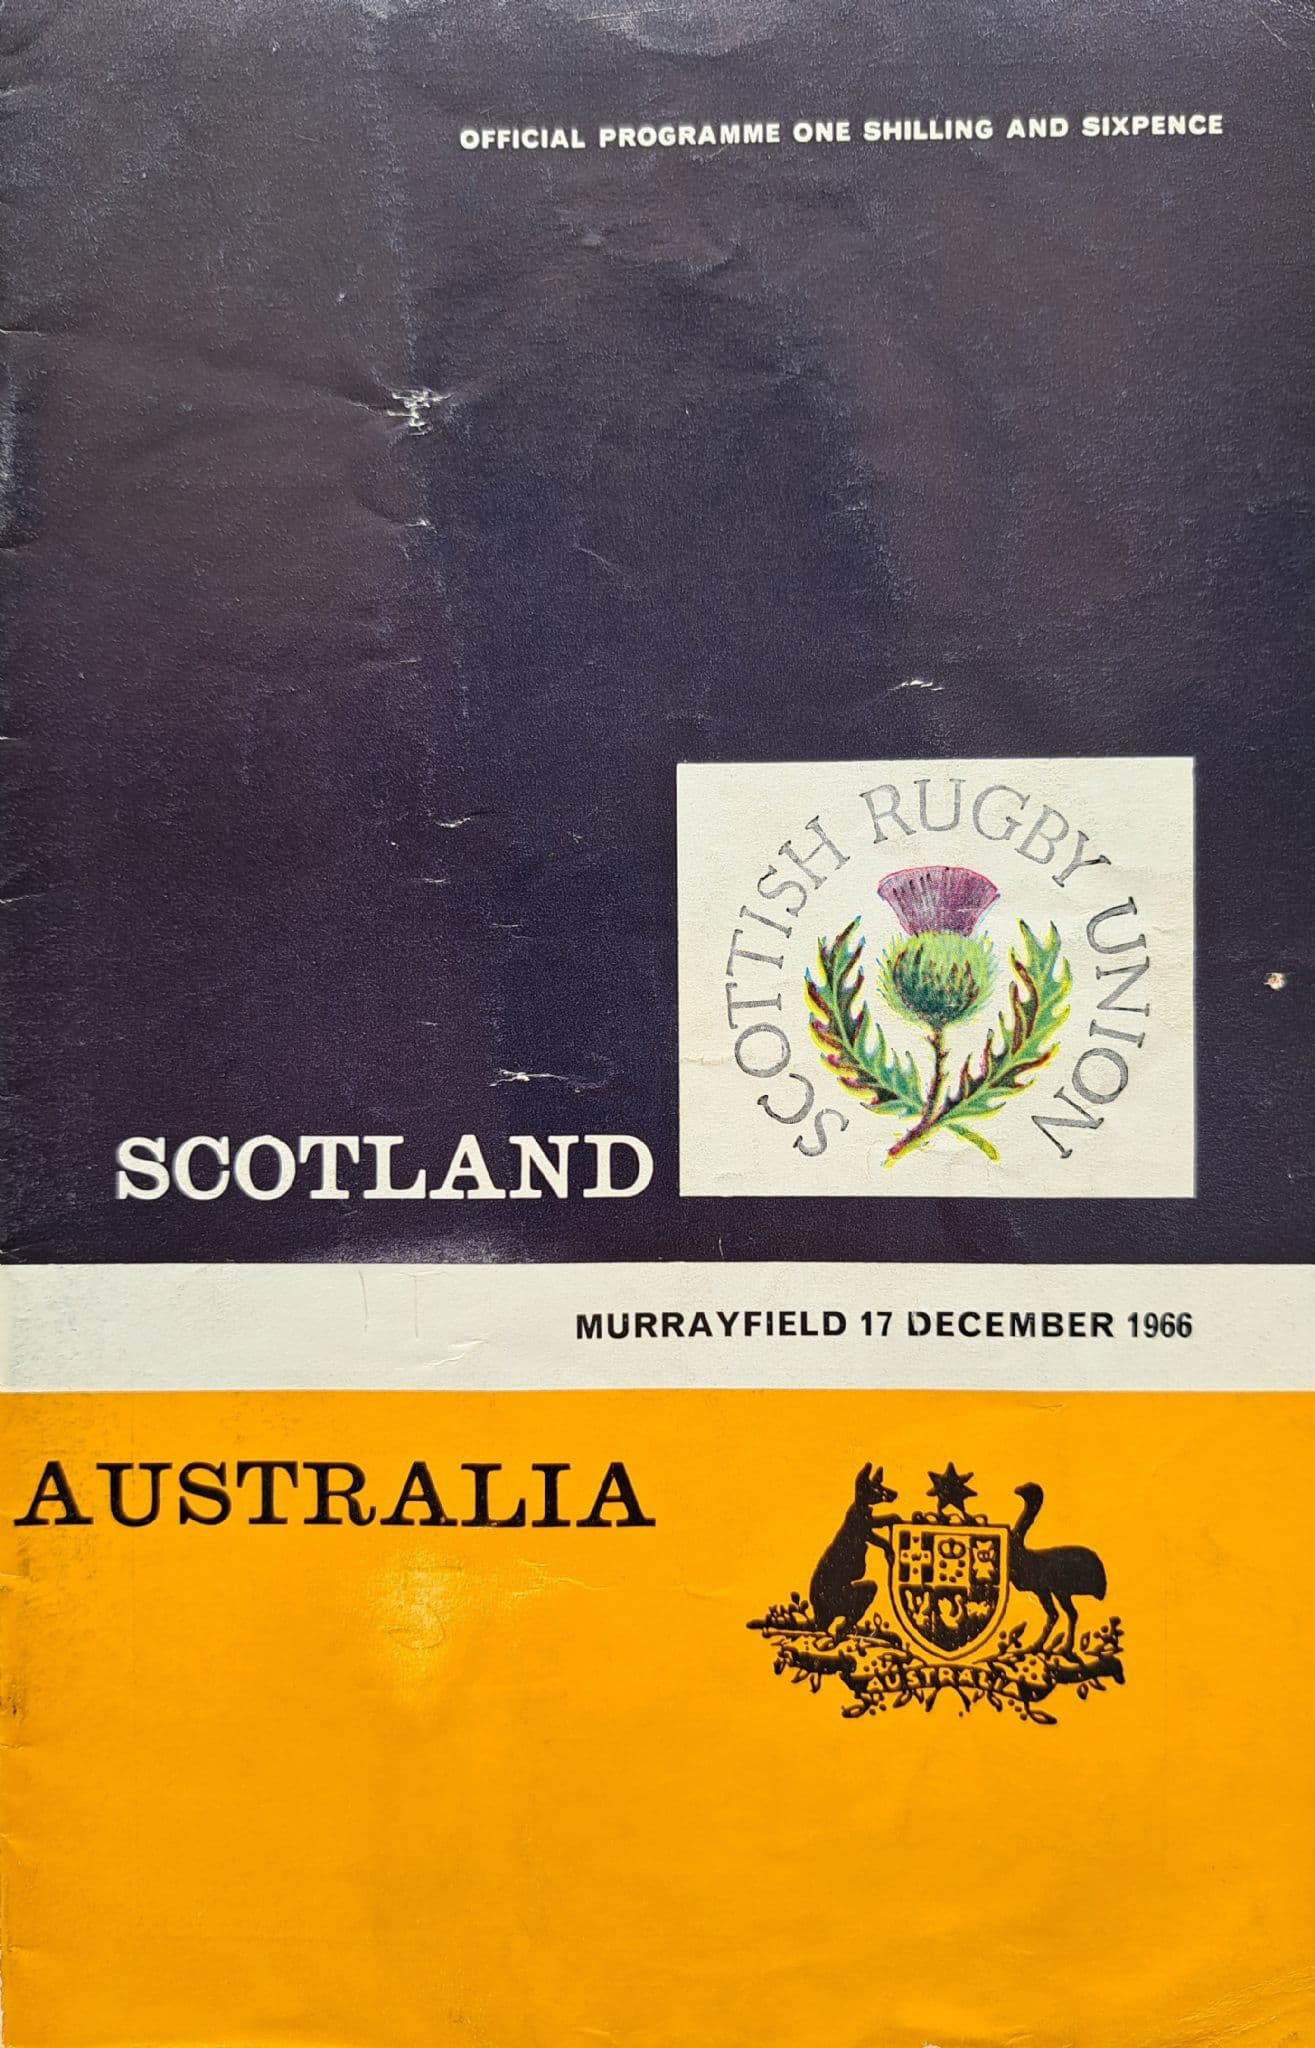 OFFICIAL PROGRAMME ONE SHILLING AND SIXPENCE
SCOTTISH RUGBY UNION
SCOTLAND
MURRAYFIELD 17 DECEMBER 1966
AUSTRALIA
AUSTRALIA